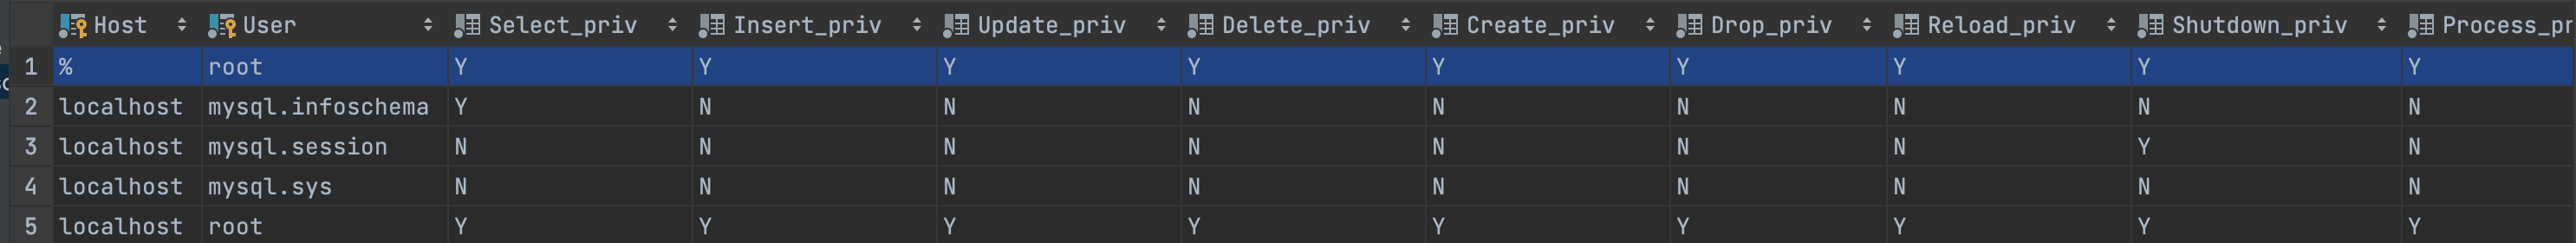 Host User Select_priv Insert_priv Update_priv Delete_priv Create_priv Drop_priv Reload_priv Shutdown_priv Process_pr
1 % root Y Y Y Y Y Y Y Y Y
2 localhost mysql.infoschema Y N N N N N N N N
3 localhost mysql.session N N N N N N N Y N
4 localhost mysql.sys N N N N N N N N N
5 localhost root Y Y Y Y Y Y Y Y Y